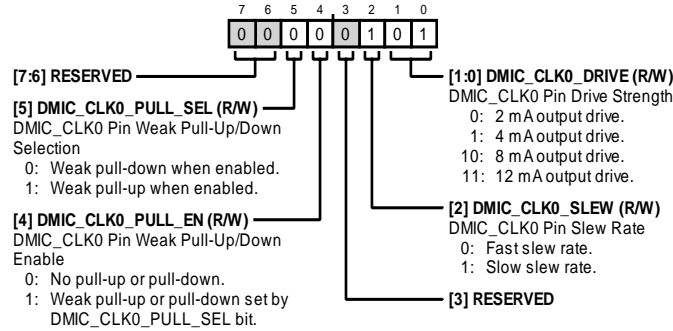 7 6 5 4 3 2 1 0
0 0 0 0 0 1 0 1
[7:6] RESERVED
[5] DMIC_CLK0_PULL_SEL (R/W)
DMIC_CLK0 Pin Weak Pull-Up/Down
Selection
0: Weak pull-down when enabled.
1: Weak pull-up when enabled.
[4] DMIC_CLK0_PULL_EN (R/W)
DMIC_CLK0 Pin Weak Pull-Up/Down
Enable
0: No pull-up or pull-down.
1: Weak pull-up or pull-down set by
DMIC_CLK0_PULL_SEL bit.
[1:0] DMIC_CLK0_DRIVE (R/W)
DMIC_CLK0 Pin Drive Strength
0: 2 mA output drive.
1: 4 mA output drive.
10: 8 mA output drive.
11: 12 mA output drive.
[2] DMIC_CLK0_SLEW (R/W)
DMIC_CLK0 Pin Slew Rate
0: Fast slew rate.
1: Slow slew rate.
[3] RESERVED